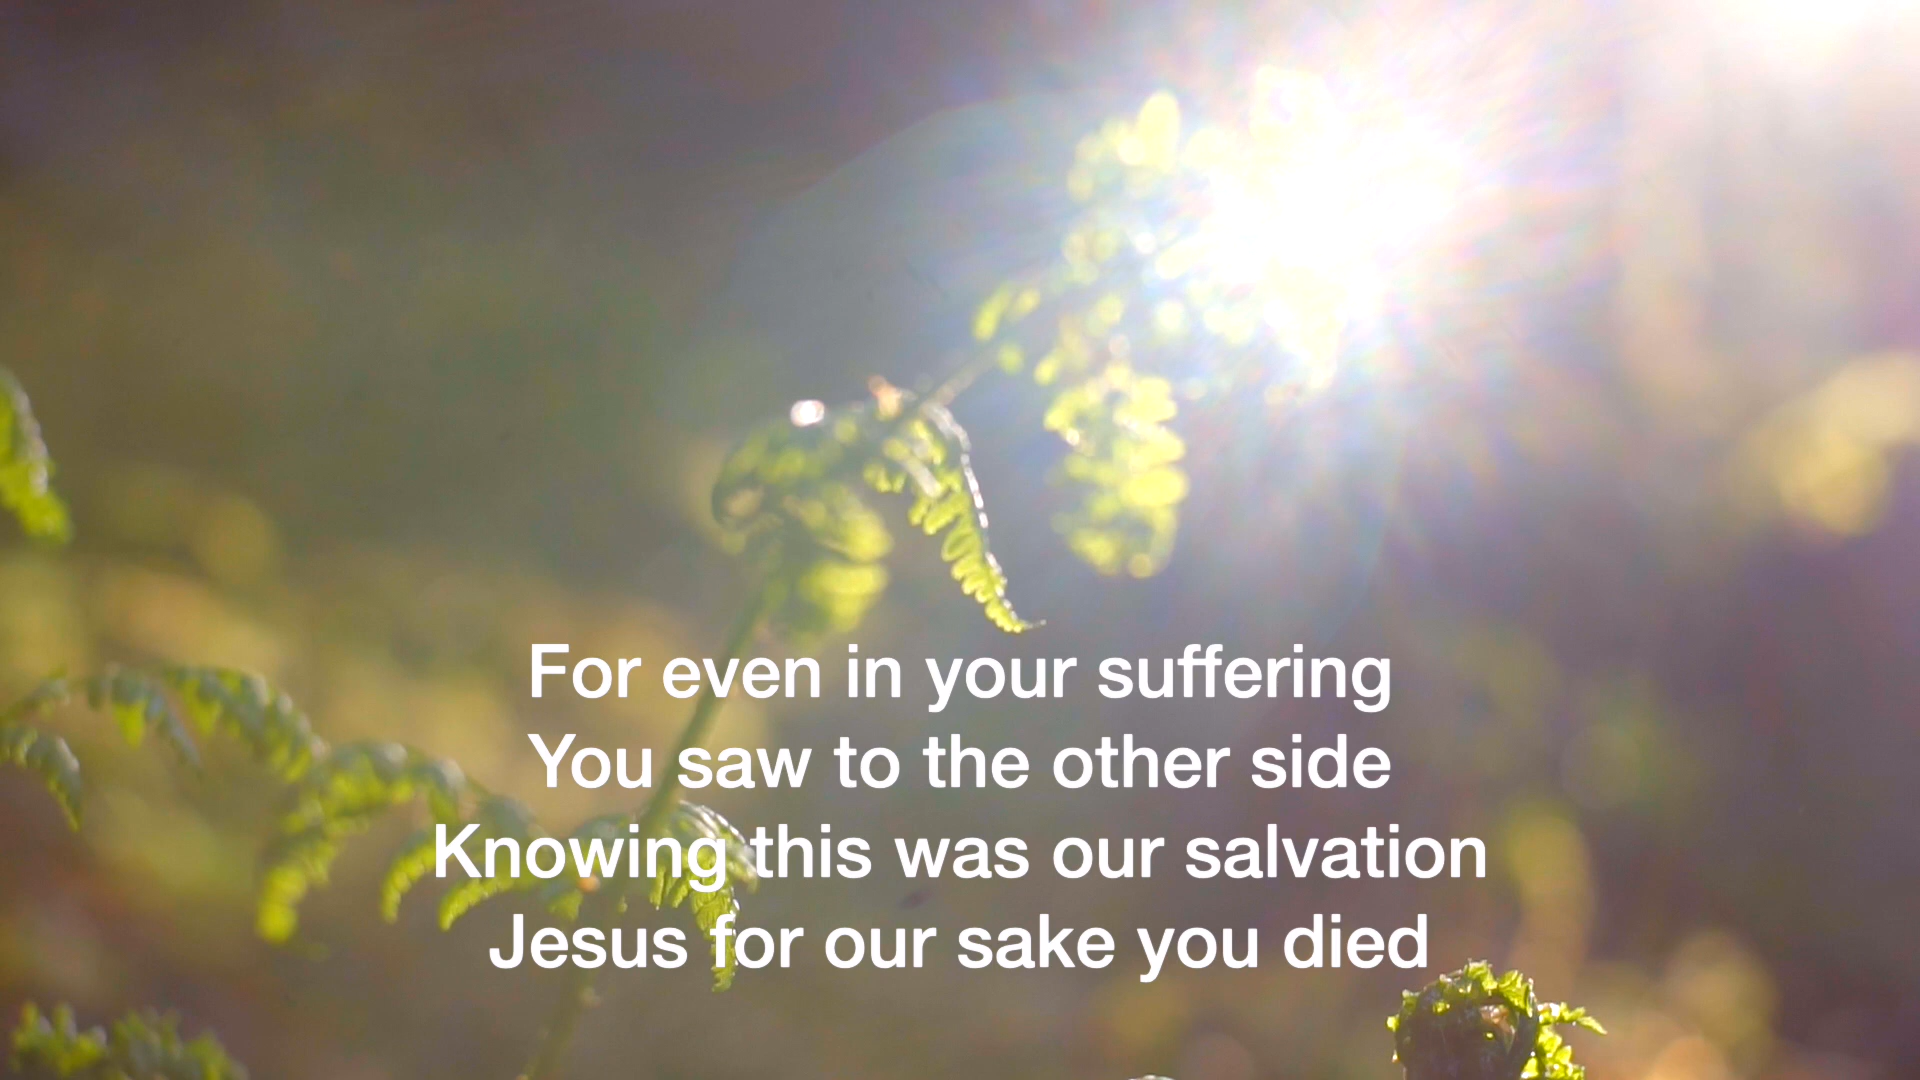 For even in your suffering
You saw to the other side
Knowing this was our salvation
Jesus for our sake you died